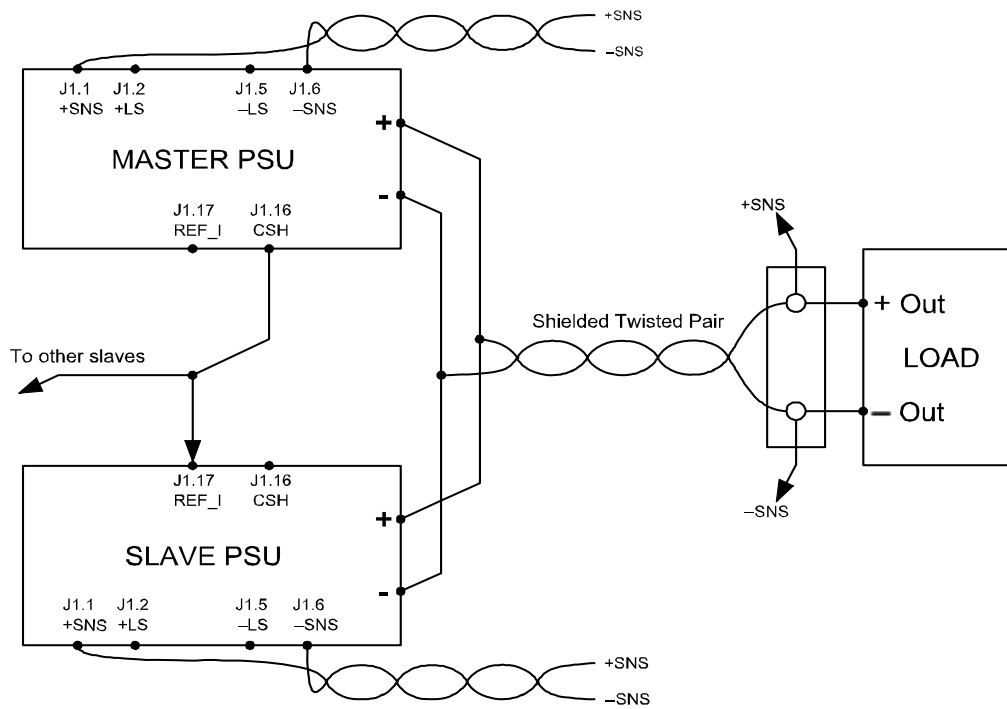 +SNS
–SNS
J1.1 J1.2 J1.5 J1.6
+SNS +LS –LS –SNS
+
MASTER PSU
-
J1.17 J1.16
REF_I CSH
+SNS
+ Out
Shielded Twisted Pair
To other slaves
LOAD
– Out
J1.17 J1.16
REF_I CSH
–SNS
+
SLAVE PSU
-
J1.1 J1.2 J1.5 J1.6
+SNS +LS –LS –SNS
+SNS
–SNS